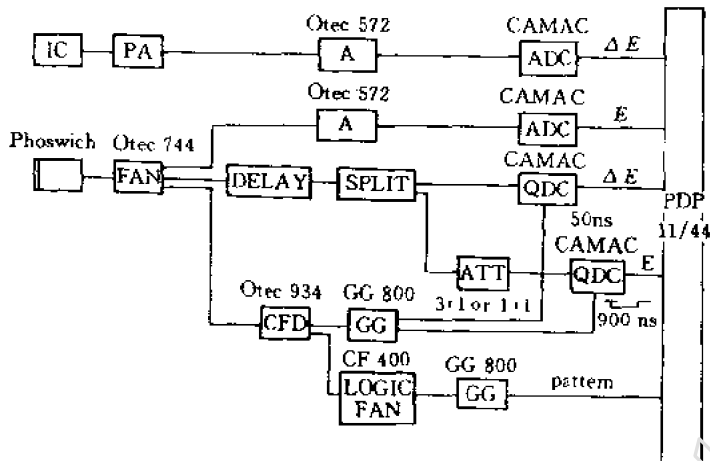 Otec 572
CAMAC
IC
PA
A
ADC
ΔE
Otec 572
CAMAC
Phoswich
Otec 744
A
ADC
E
CAMAC
FAN
DELAY
SPLIT
QDC
ΔE
PDP
11/44
50ns
CAMAC
ATT
QDC
E
Otec 934
GG 800
3:1 or 1:1
900 ns
CFD
GG
CF 400
GG 800
LOGIC
FAN
GG
pattern